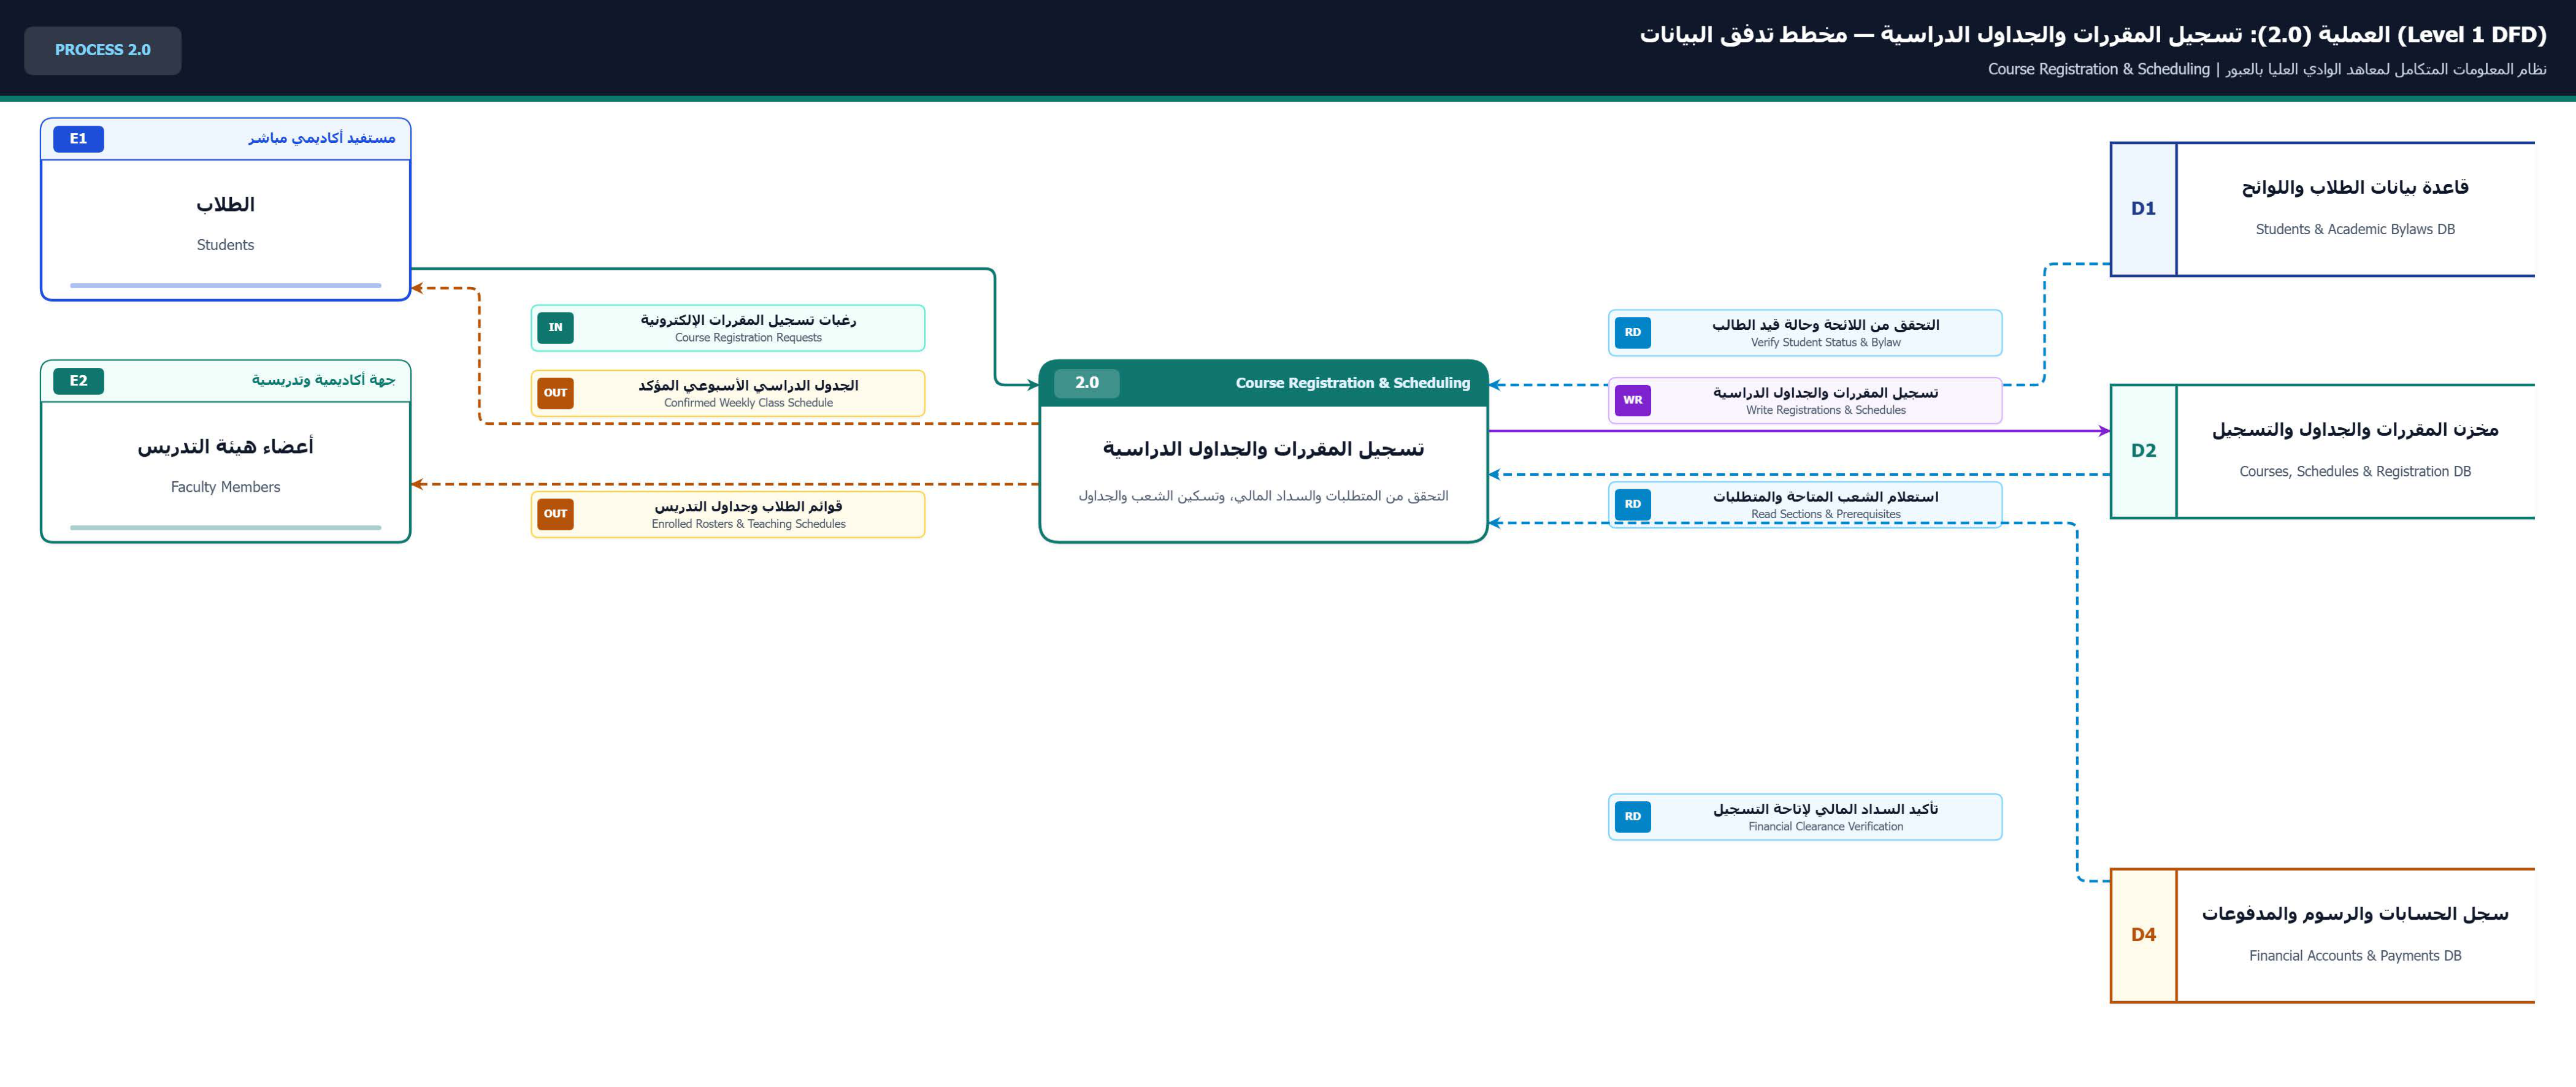 (Level 1 DFD) العملية (2.0): تسجيل المقررات والجداول الدراسية — مخطط تدفق البيانات
نظام المعلومات المتكامل لمعاهد الوادي العليا بالعبور | Course Registration & Scheduling
PROCESS 2.0
E1
مستفيد أكاديمي مباشر
الطلاب
Students
E2
جهة أكاديمية وتدريسية
أعضاء هيئة التدريس
Faculty Members
IN
رغبات تسجيل المقررات الإلكترونية
Course Registration Requests
OUT
الجدول الدراسي الأسبوعي المؤكد
Confirmed Weekly Class Schedule
OUT
قوائم الطلاب وجداول التدريس
Enrolled Rosters & Teaching Schedules
2.0
Course Registration & Scheduling
تسجيل المقررات والجداول الدراسية
التحقق من المتطلبات والسداد المالي، وتسكين الشعب والجداول
RD
التحقق من اللائحة وحالة قيد الطالب
Verify Student Status & Bylaw
WR
تسجيل المقررات والجداول الدراسية
Write Registrations & Schedules
RD
استعلام الشعب المتاحة والمتطلبات
Read Sections & Prerequisites
RD
تأكيد السداد المالي لإتاحة التسجيل
Financial Clearance Verification
D1
قاعدة بيانات الطلاب واللوائح
Students & Academic Bylaws DB
D2
مخزن المقررات والجداول والتسجيل
Courses, Schedules & Registration DB
D4
سجل الحسابات والرسوم والمدفوعات
Financial Accounts & Payments DB